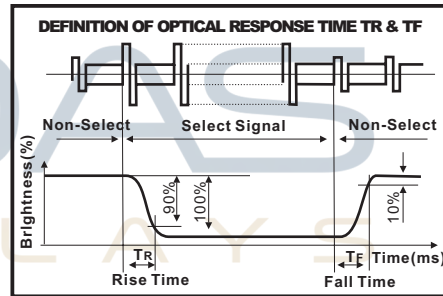 DEFINITION OF OPTICAL RESPONSE TIME TR & TF
Non-Select Select Signal Non-Select
Brightness(%)
90%
100%
10%
TR TF Time(ms)
Rise Time Fall Time